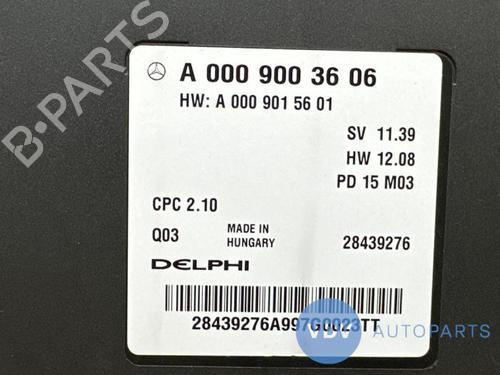 A 000 900 36 06
HW: A 000 901 56 01
SV 11.39
HW 12.08
PD 15 M03
CPC 2.10
Q03
MADE IN
HUNGARY
28439276
DELPHI
28439276A997G0023TT
VDV AUTOPARTS